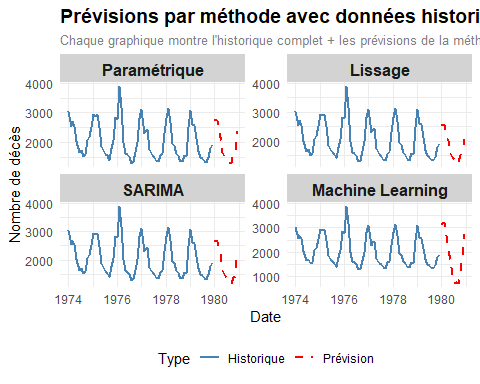 Prévisions par méthode avec données histori
Chaque graphique montre l'historique complet + les prévisions de la méth
Paramétrique
Lissage
4000
3000
2000
4000
3000
2000
SARIMA
Machine Learning
4000
3000
2000
4000
3000
2000
1000
1974 1976 1978 1980
1974 1976 1978 1980
Nombre de décès
Date
Type Historique Prévision